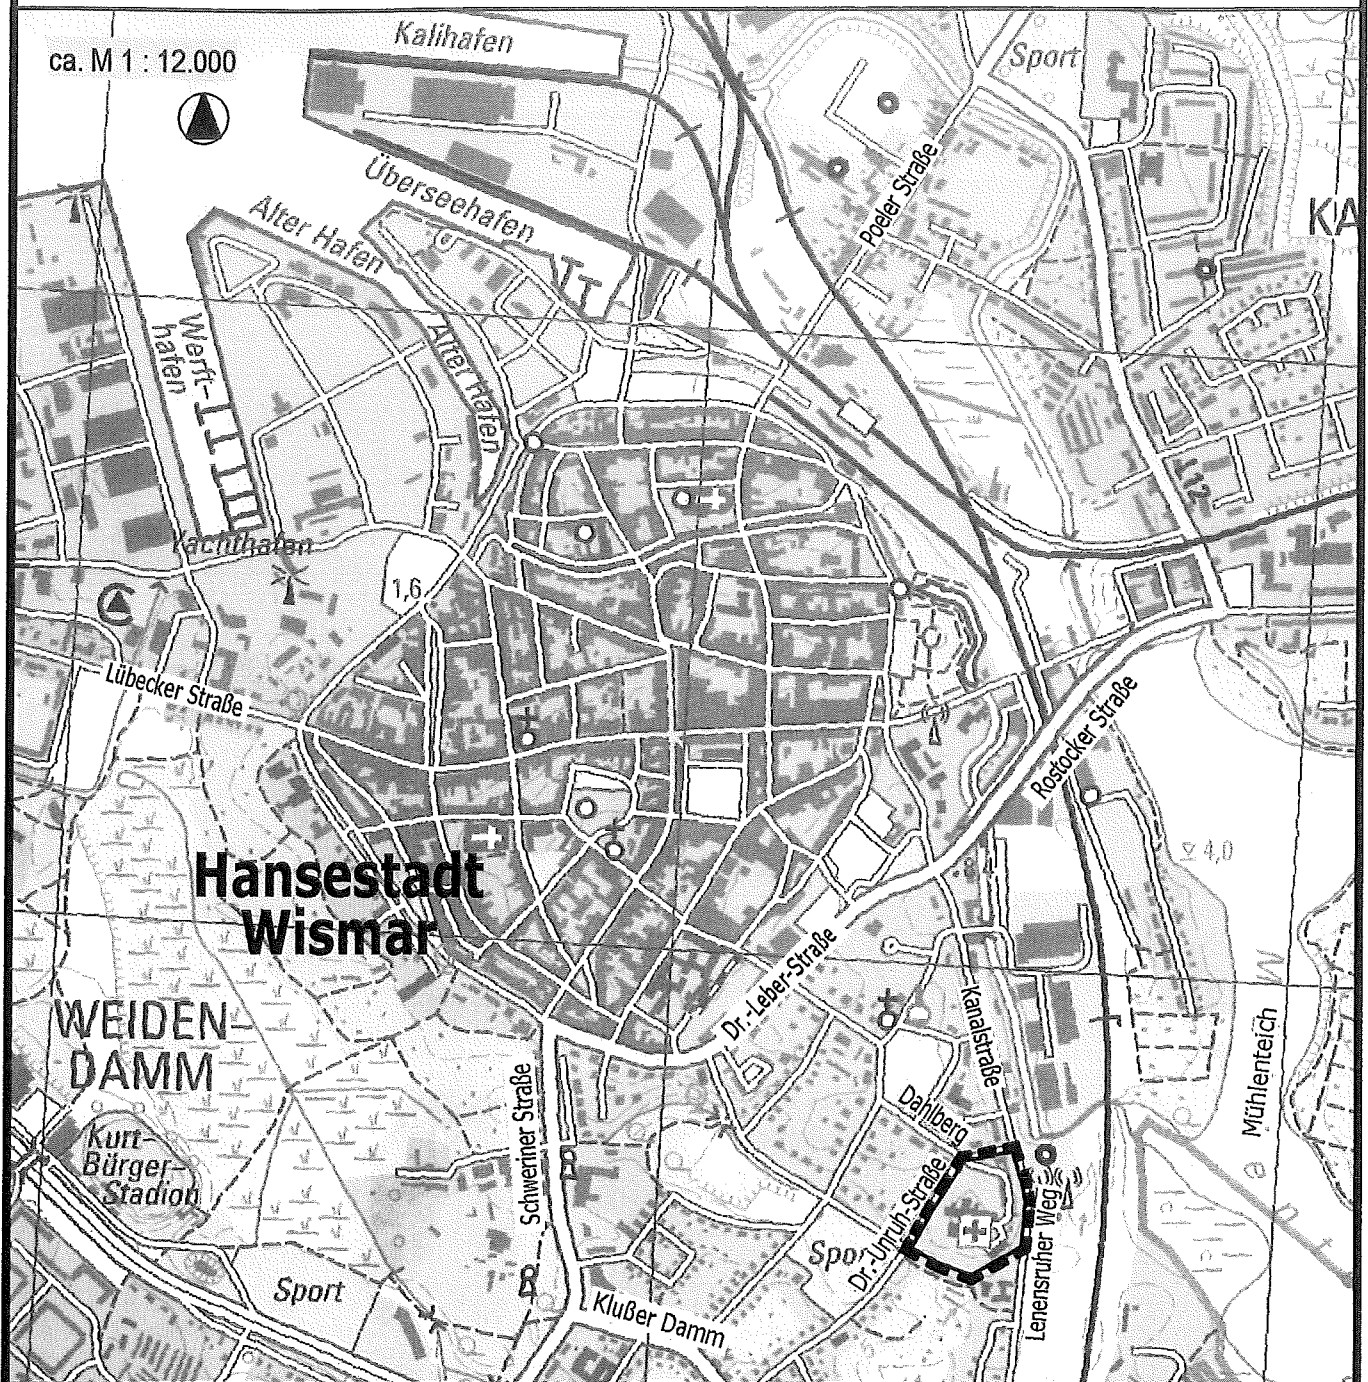 ca. M 1 : 12.000
Kalihafen
Sport
Überseehafen
Poeler Straße
Alter Hafen
KA
Werft-
hafen
Alter Hafen
L12
Yachthafen
1,6
Lübecker Straße
Rostocker Straße
4,0
Hansestadt
Wismar
Dr.-Leber-Straße
WEIDEN-
DAMM
Kanalstraße
Mühlenteich
Schweriner Straße
Dahlberg
Kurt-
Bürger-
Stadion
Dr.-Unruh-Straße
Lenensruher Weg
Spor
Sport
Klußer Damm